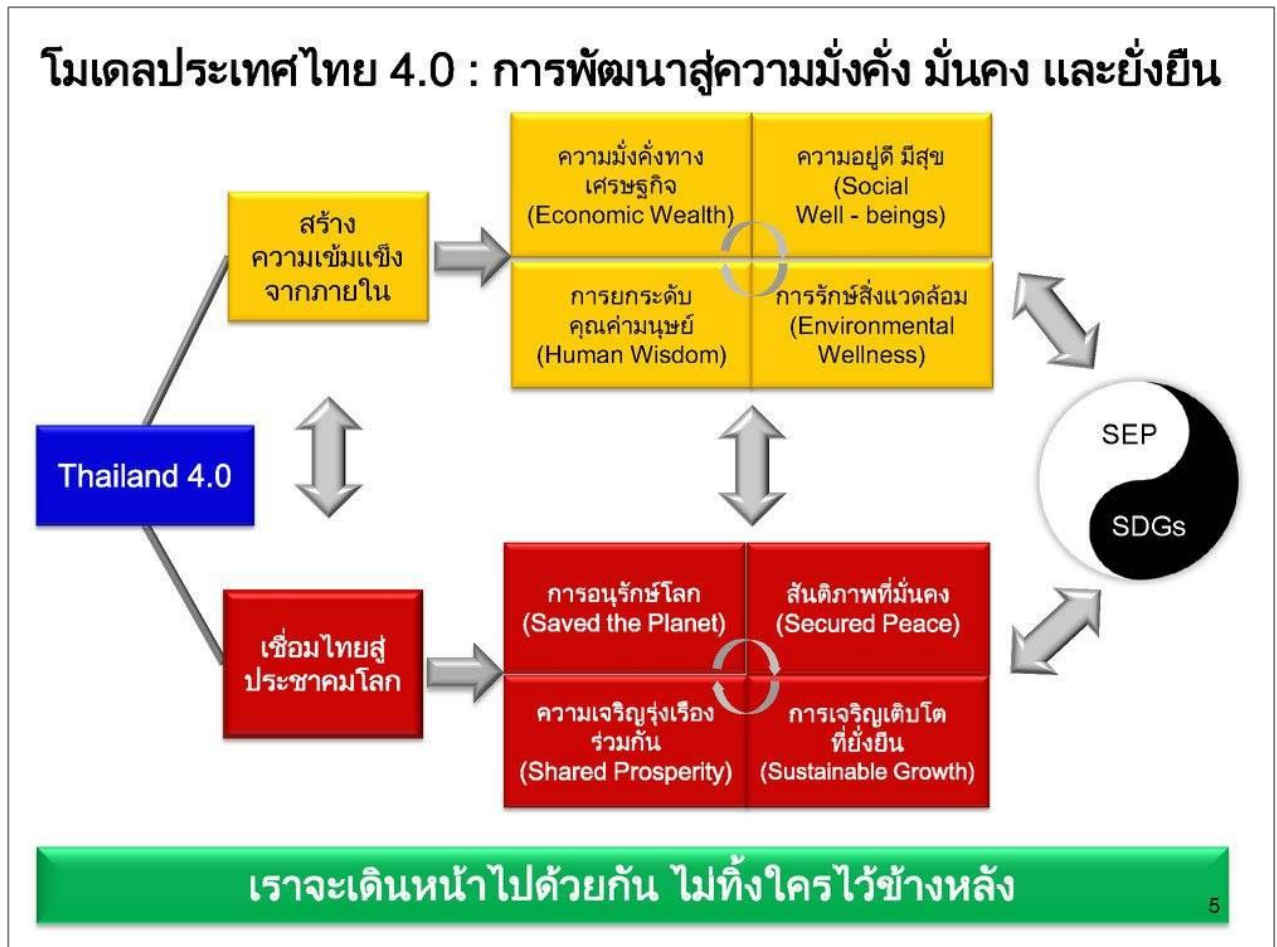 โมเดลประเทศไทย 4.0 : การพัฒนาสู่ความมั่งคั่ง มั่นคง และยั่งยืน
สร้าง
ความเข้มแข็ง
จากภายใน
ความมั่งคั่งทาง
เศรษฐกิจ
(Economic Wealth)
ความอยู่ดี มีสุข
(Social
Well - beings)
การยกระดับ
คุณค่ามนุษย์
(Human Wisdom)
การรักษ์สิ่งแวดล้อม
(Environmental
Wellness)
Thailand 4.0
SEP
SDGs
เชื่อมไทยสู่
ประชาคมโลก
การอนุรักษ์โลก
(Saved the Planet)
สันติภาพที่มั่นคง
(Secured Peace)
ความเจริญรุ่งเรือง
ร่วมกัน
(Shared Prosperity)
การเจริญเติบโต
ที่ยั่งยืน
(Sustainable Growth)
เราจะเดินหน้าไปด้วยกัน ไม่ทิ้งใครไว้ข้างหลัง
5